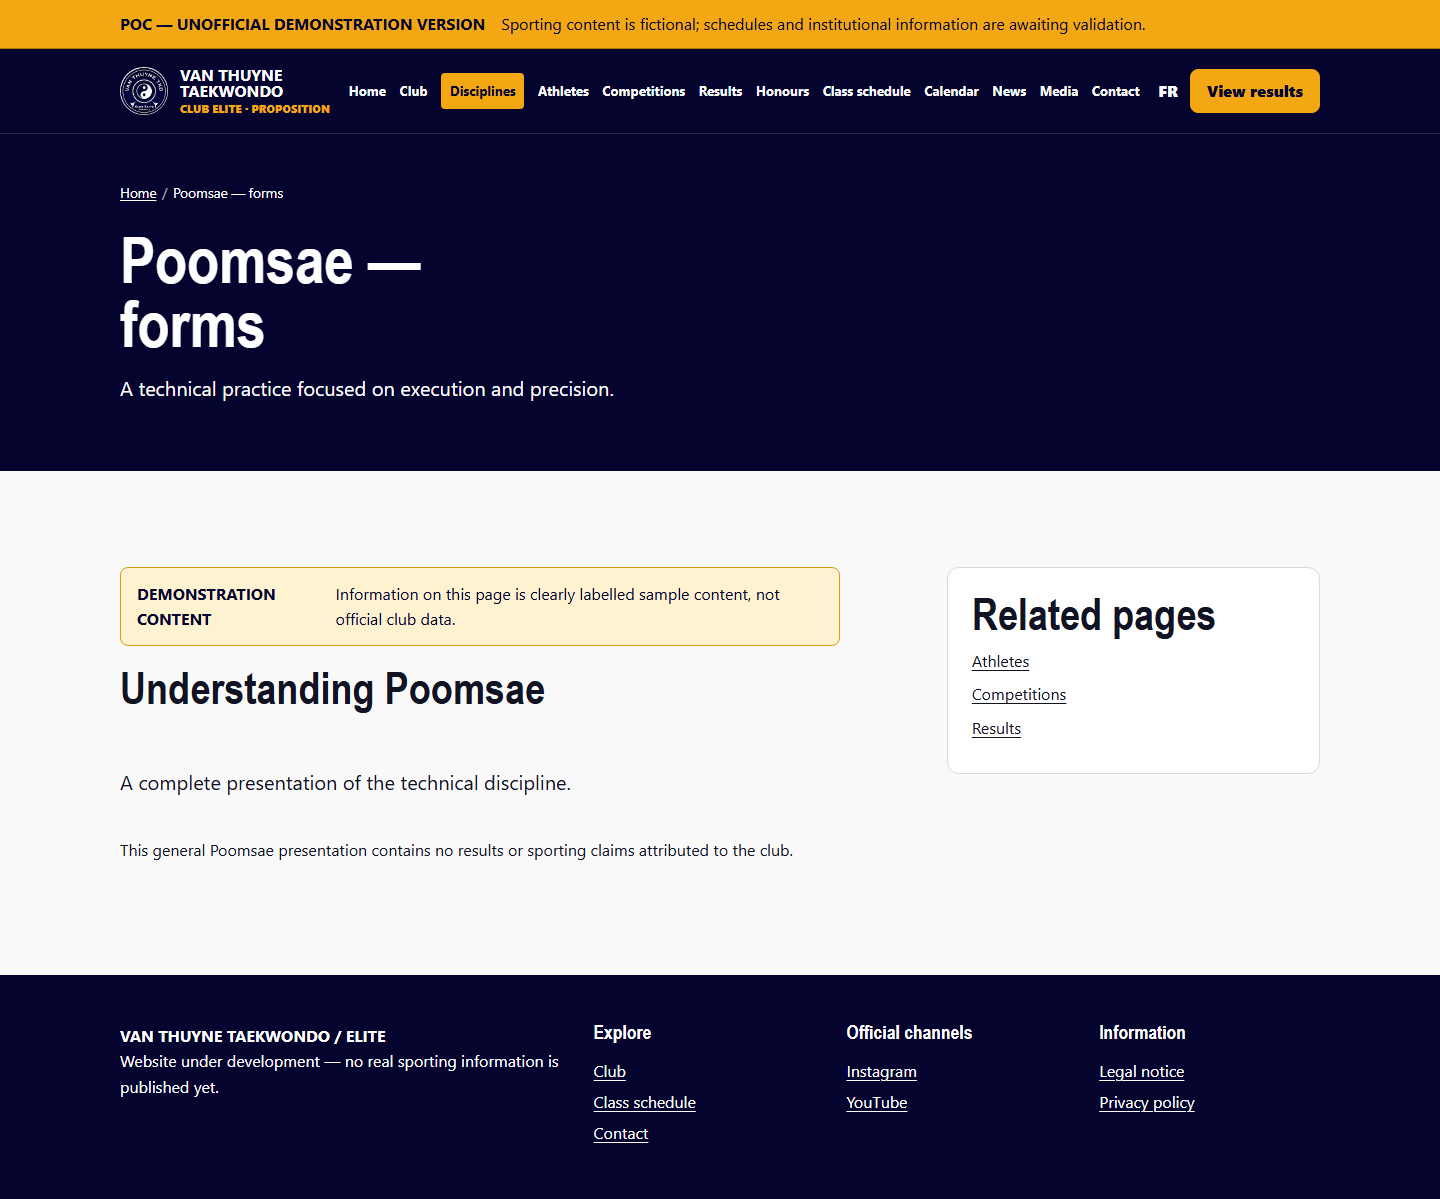 POC — UNOFFICIAL DEMONSTRATION VERSION Sporting content is fictional; schedules and institutional information are awaiting validation.
VAN THUYNE
TAEKWONDO
CLUB ELITE · PROPOSITION
Home Club Disciplines Athletes Competitions Results Honours Class schedule Calendar News Media Contact FR View results
Home / Poomsae — forms
Poomsae —
forms
A technical practice focused on execution and precision.
DEMONSTRATION
CONTENT
Information on this page is clearly labelled sample content, not
official club data.
Understanding Poomsae
A complete presentation of the technical discipline.
This general Poomsae presentation contains no results or sporting claims attributed to the club.
Related pages
Athletes
Competitions
Results
VAN THUYNE TAEKWONDO / ELITE
Website under development — no real sporting information is
published yet.
Explore
Club
Class schedule
Contact
Official channels
Instagram
YouTube
Information
Legal notice
Privacy policy